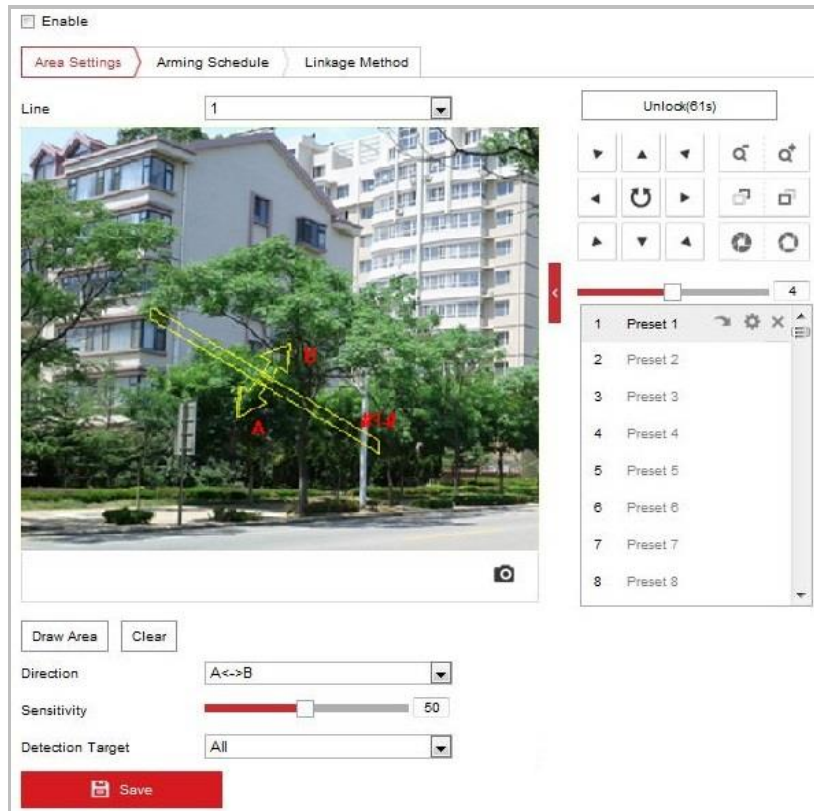 Enable
Area Settings
Arming Schedule
Linkage Method
Line
1
Unlock(61s)
B
A
#1#
4
1 Preset 1
2 Preset 2
3 Preset 3
4 Preset 4
5 Preset 5
6 Preset 6
7 Preset 7
8 Preset 8
Draw Area
Clear
Direction
A<->B
Sensitivity
50
Detection Target
All
Save